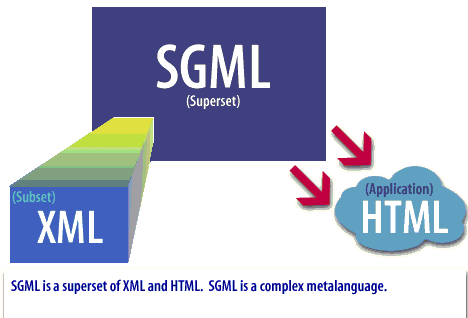 SGML
(Superset)
(Subset)
XML
(Application)
HTML
SGML is a superset of XML and HTML.  SGML is a complex metalanguage.